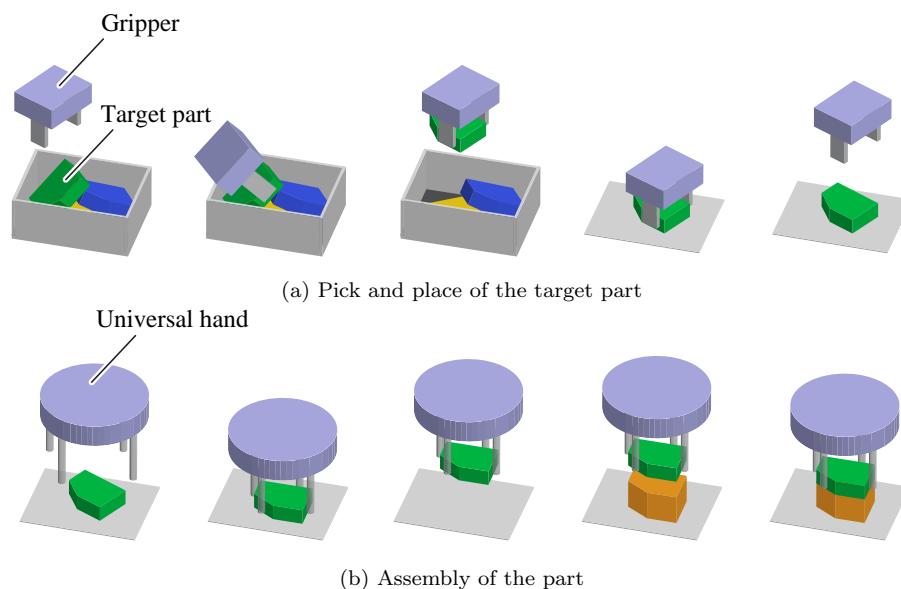 Gripper
Target part
(a) Pick and place of the target part
Universal hand
(b) Assembly of the part